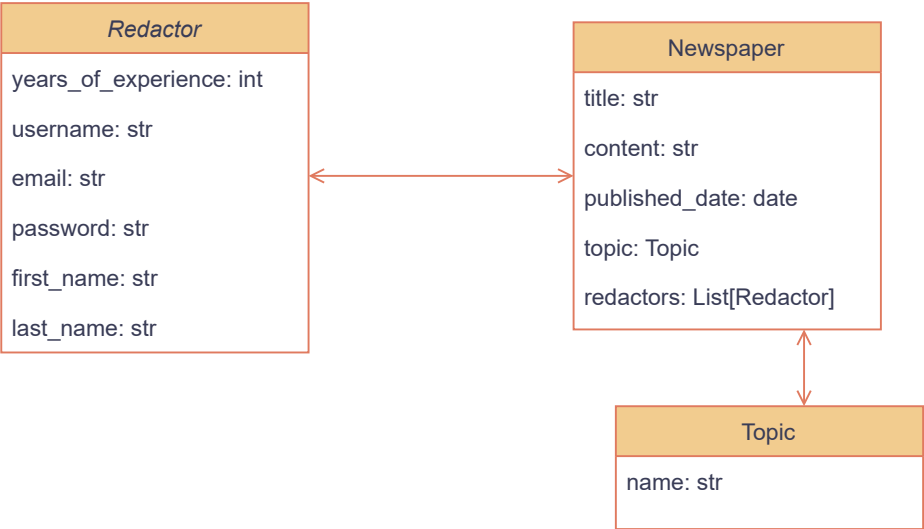 Redactor
years_of_experience: int
username: str
email: str
password: str
first_name: str
last_name: str
Newspaper
title: str
content: str
published_date: date
topic: Topic
redactors: List[Redactor]
Topic
name: str